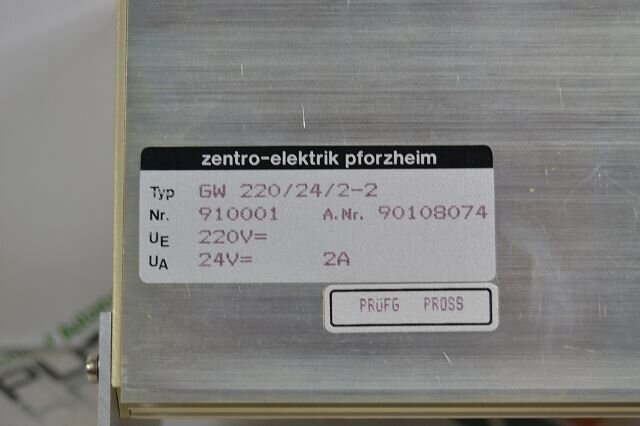 zentro-elektrik pforzheim
Typ GW 220/24/2-2
Nr. 910001 A.Nr. 90108074
UE 220V=
UA 24V= 2A
PRÜFG PROSS